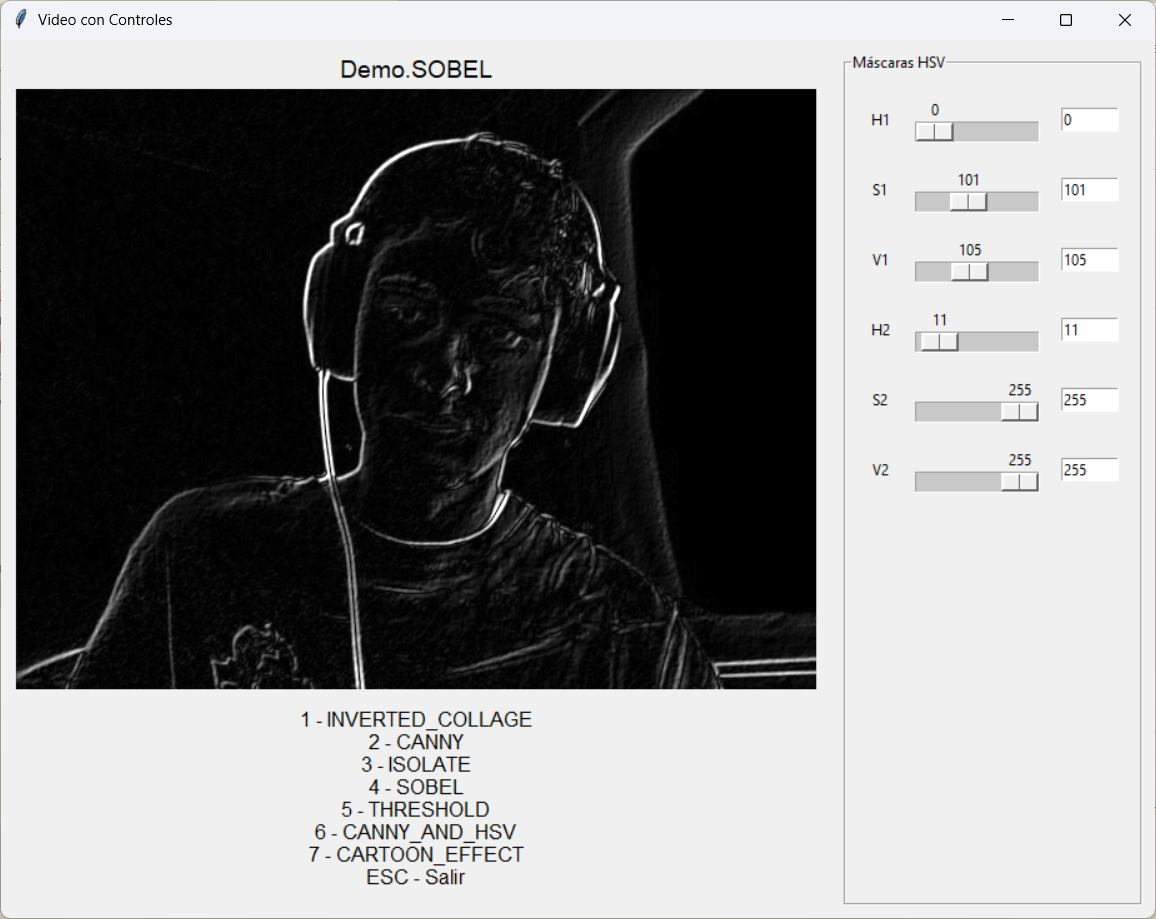 Video con Controles
Demo.SOBEL
1 - INVERTED_COLLAGE
2 - CANNY
3 - ISOLATE
4 - SOBEL
5 - THRESHOLD
6 - CANNY_AND_HSV
7 - CARTOON_EFFECT
ESC - Salir
Máscaras HSV
0
H1 0
101
S1 101
105
V1 105
11
H2 11
255
S2 255
255
V2 255